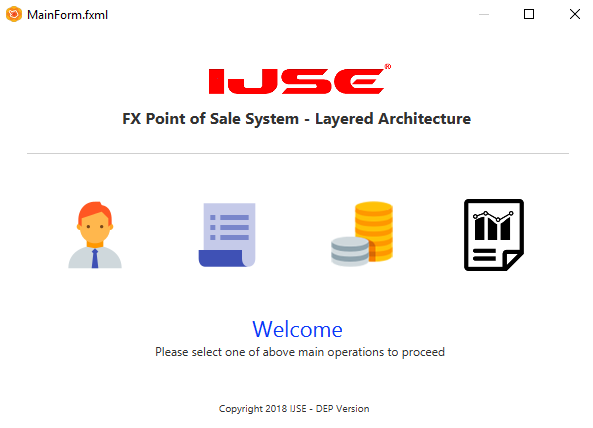 MainForm.fxml
IJSE®
FX Point of Sale System - Layered Architecture
Welcome
Please select one of above main operations to proceed
Copyright 2018 IJSE - DEP Version